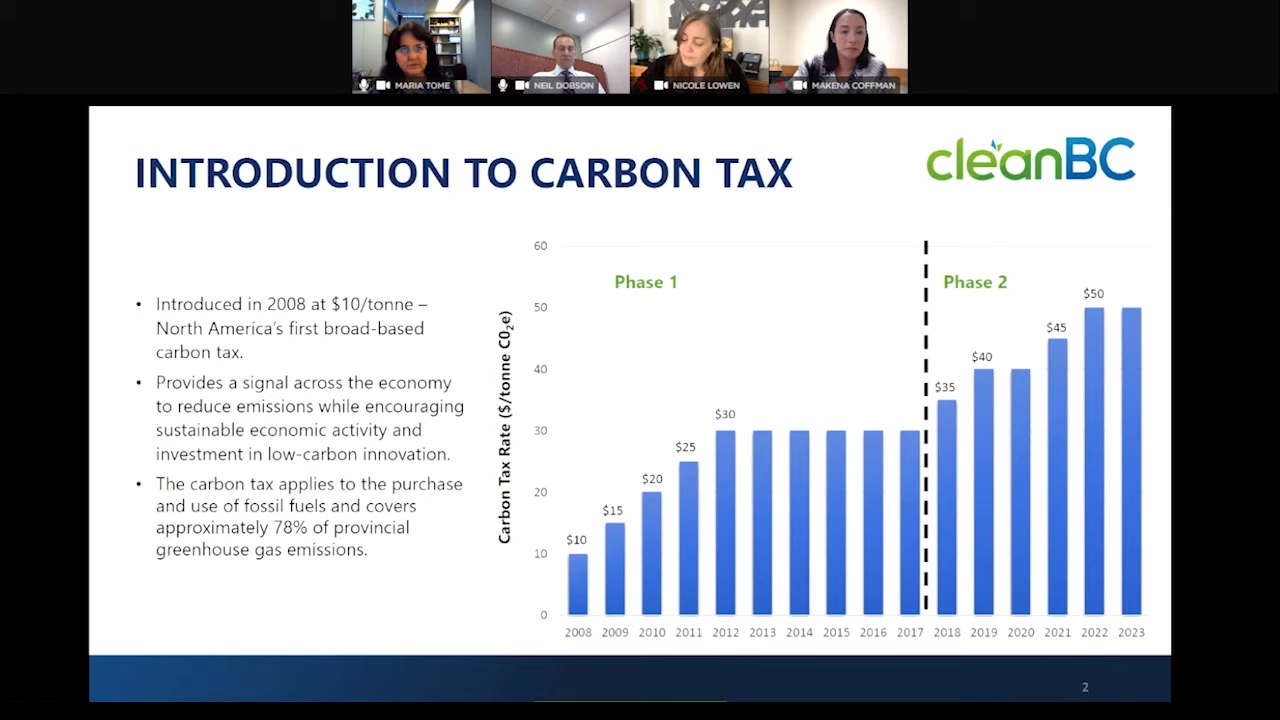 MARIA TOME
NEIL DOBSON
NICOLE LOWEN
MAKENA COFFMAN
INTRODUCTION TO CARBON TAX
cleanBC
• Introduced in 2008 at $10/tonne –
North America's first broad-based
carbon tax.
• Provides a signal across the economy
to reduce emissions while encouraging
sustainable economic activity and
investment in low-carbon innovation.
• The carbon tax applies to the purchase
and use of fossil fuels and covers
approximately 78% of provincial
greenhouse gas emissions.
Carbon Tax Rate ($/tonne C0₂e)
60
50
40
30
20
10
0
Phase 1
Phase 2
$10
$15
$20
$25
$30
$35
$40
$45
$50
2008 2009 2010 2011 2012 2013 2014 2015 2016 2017 2018 2019 2020 2021 2022 2023
2